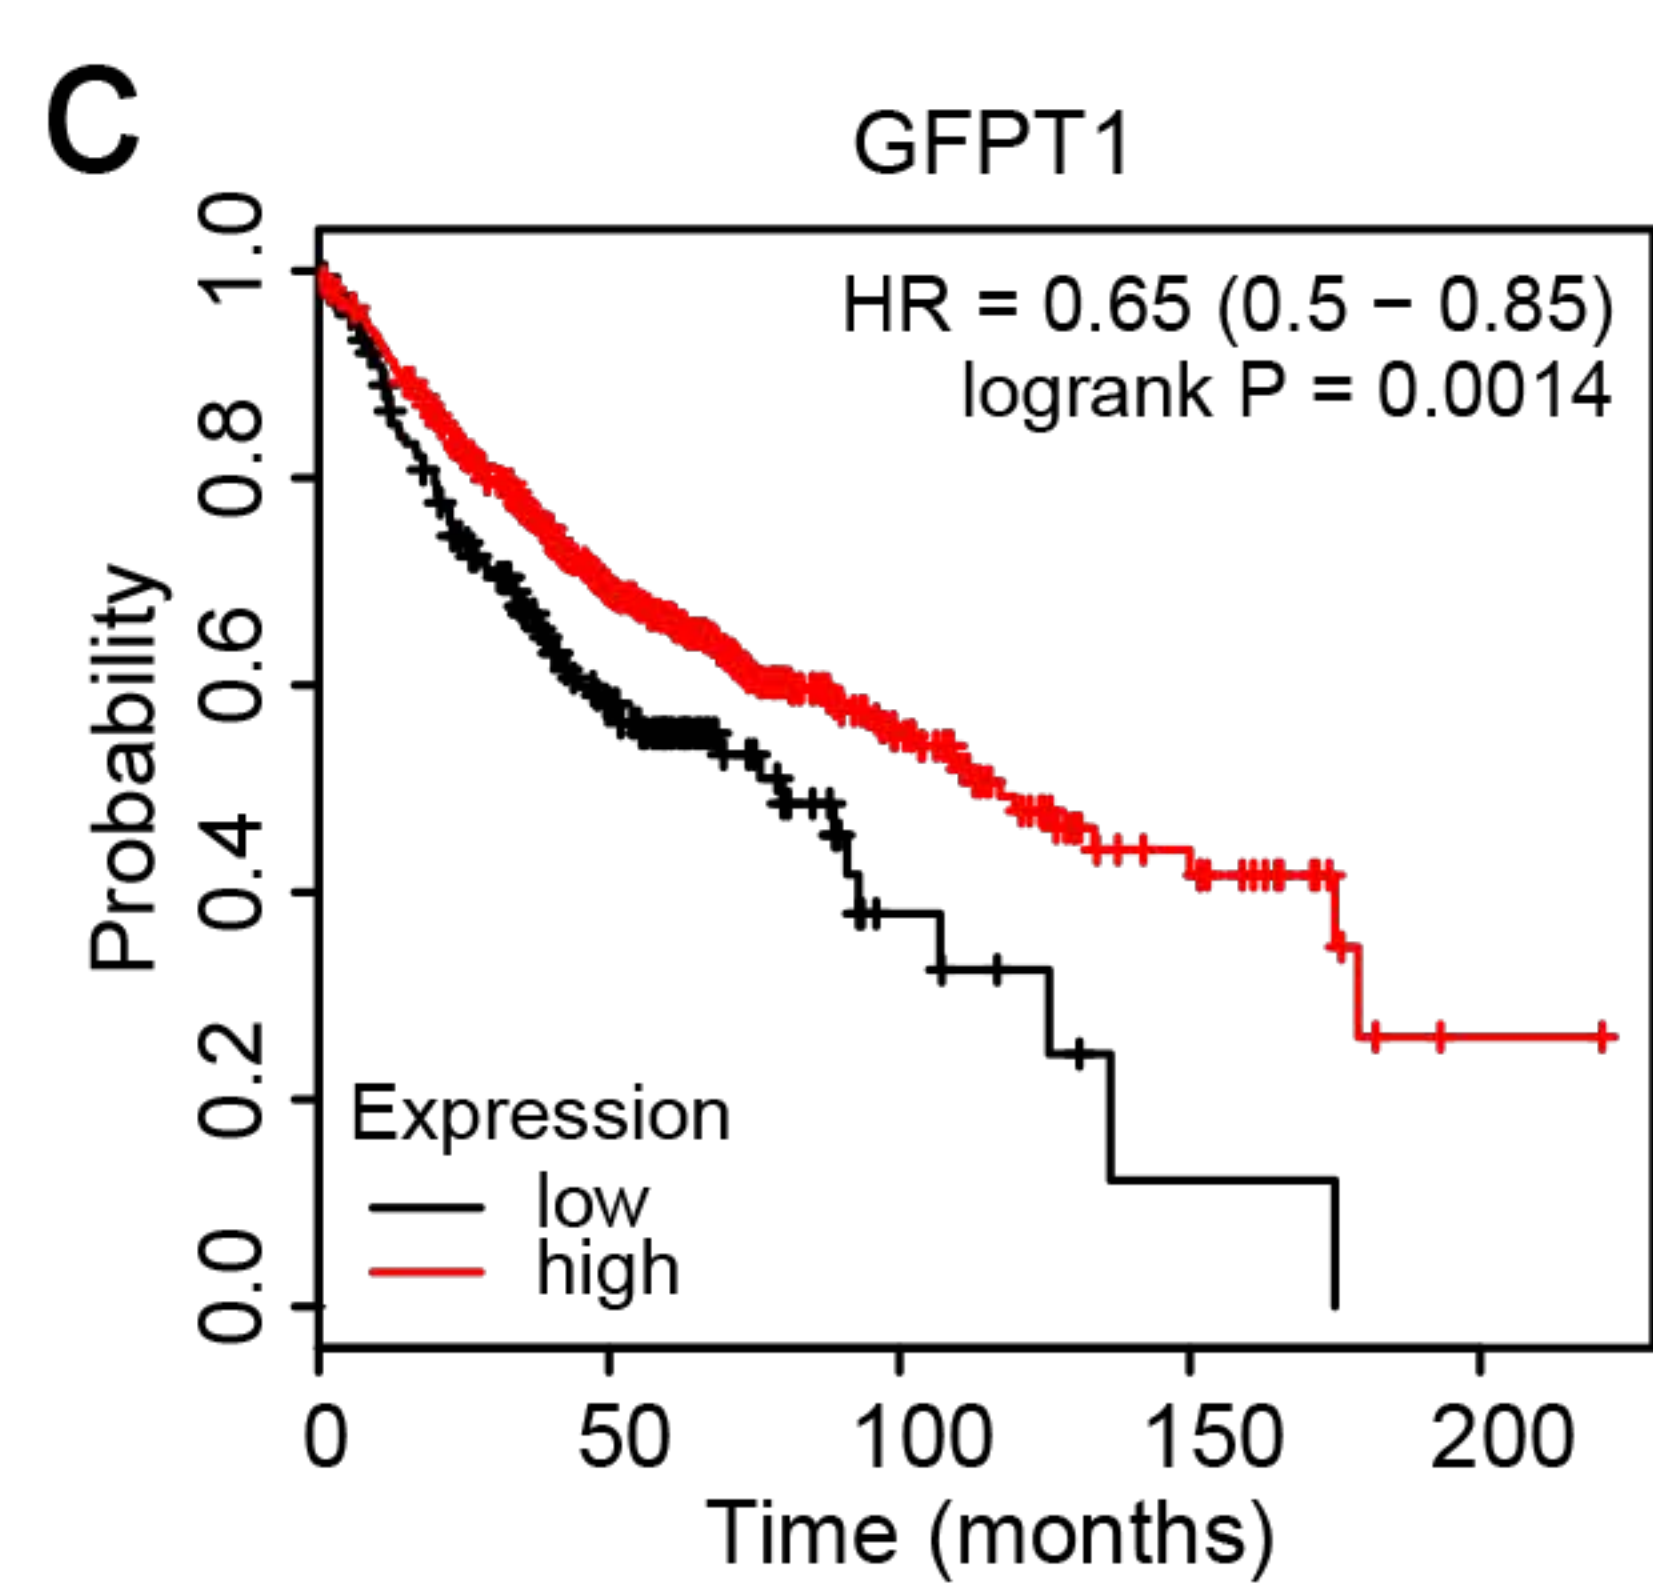 C
GFPT1
HR = 0.65 (0.5 − 0.85)
logrank P = 0.0014
Probability
1.0
0.8
0.6
0.4
0.2
0.0
Expression
low
high
0 50 100 150 200
Time (months)